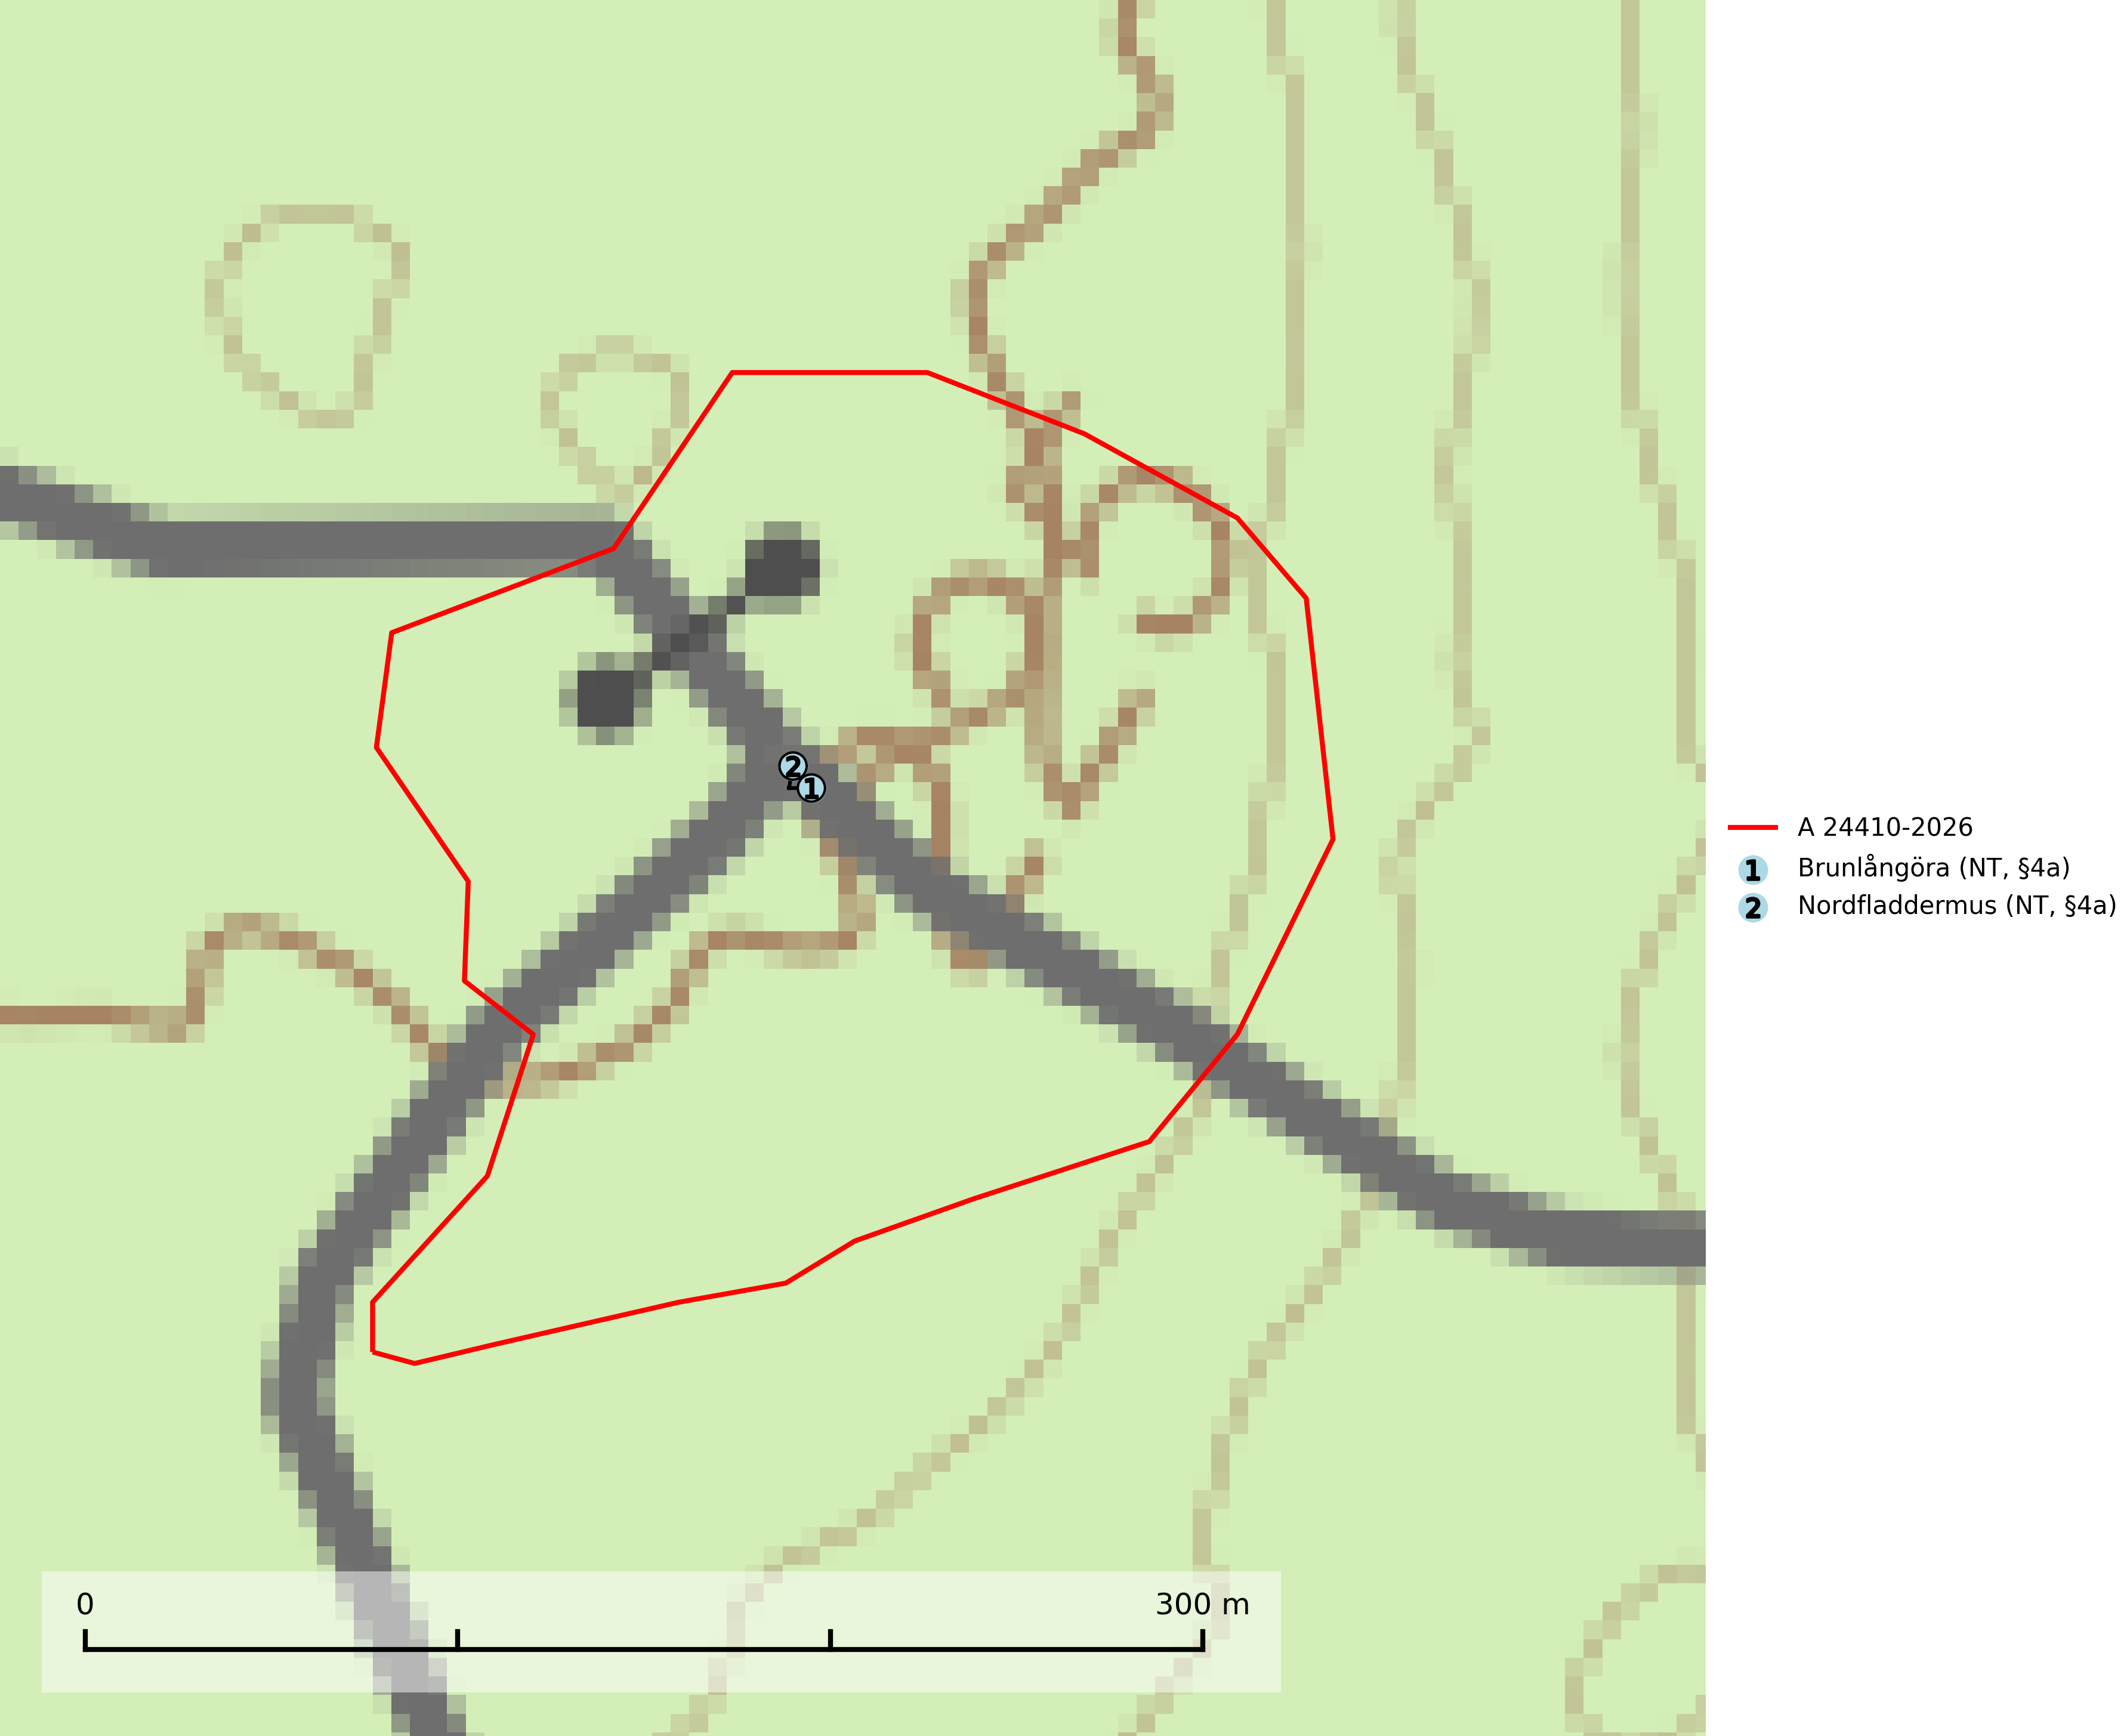 2
1
A 24410-2026
1 Brunlångöra (NT, §4a)
2 Nordfladdermus (NT, §4a)
0 300 m